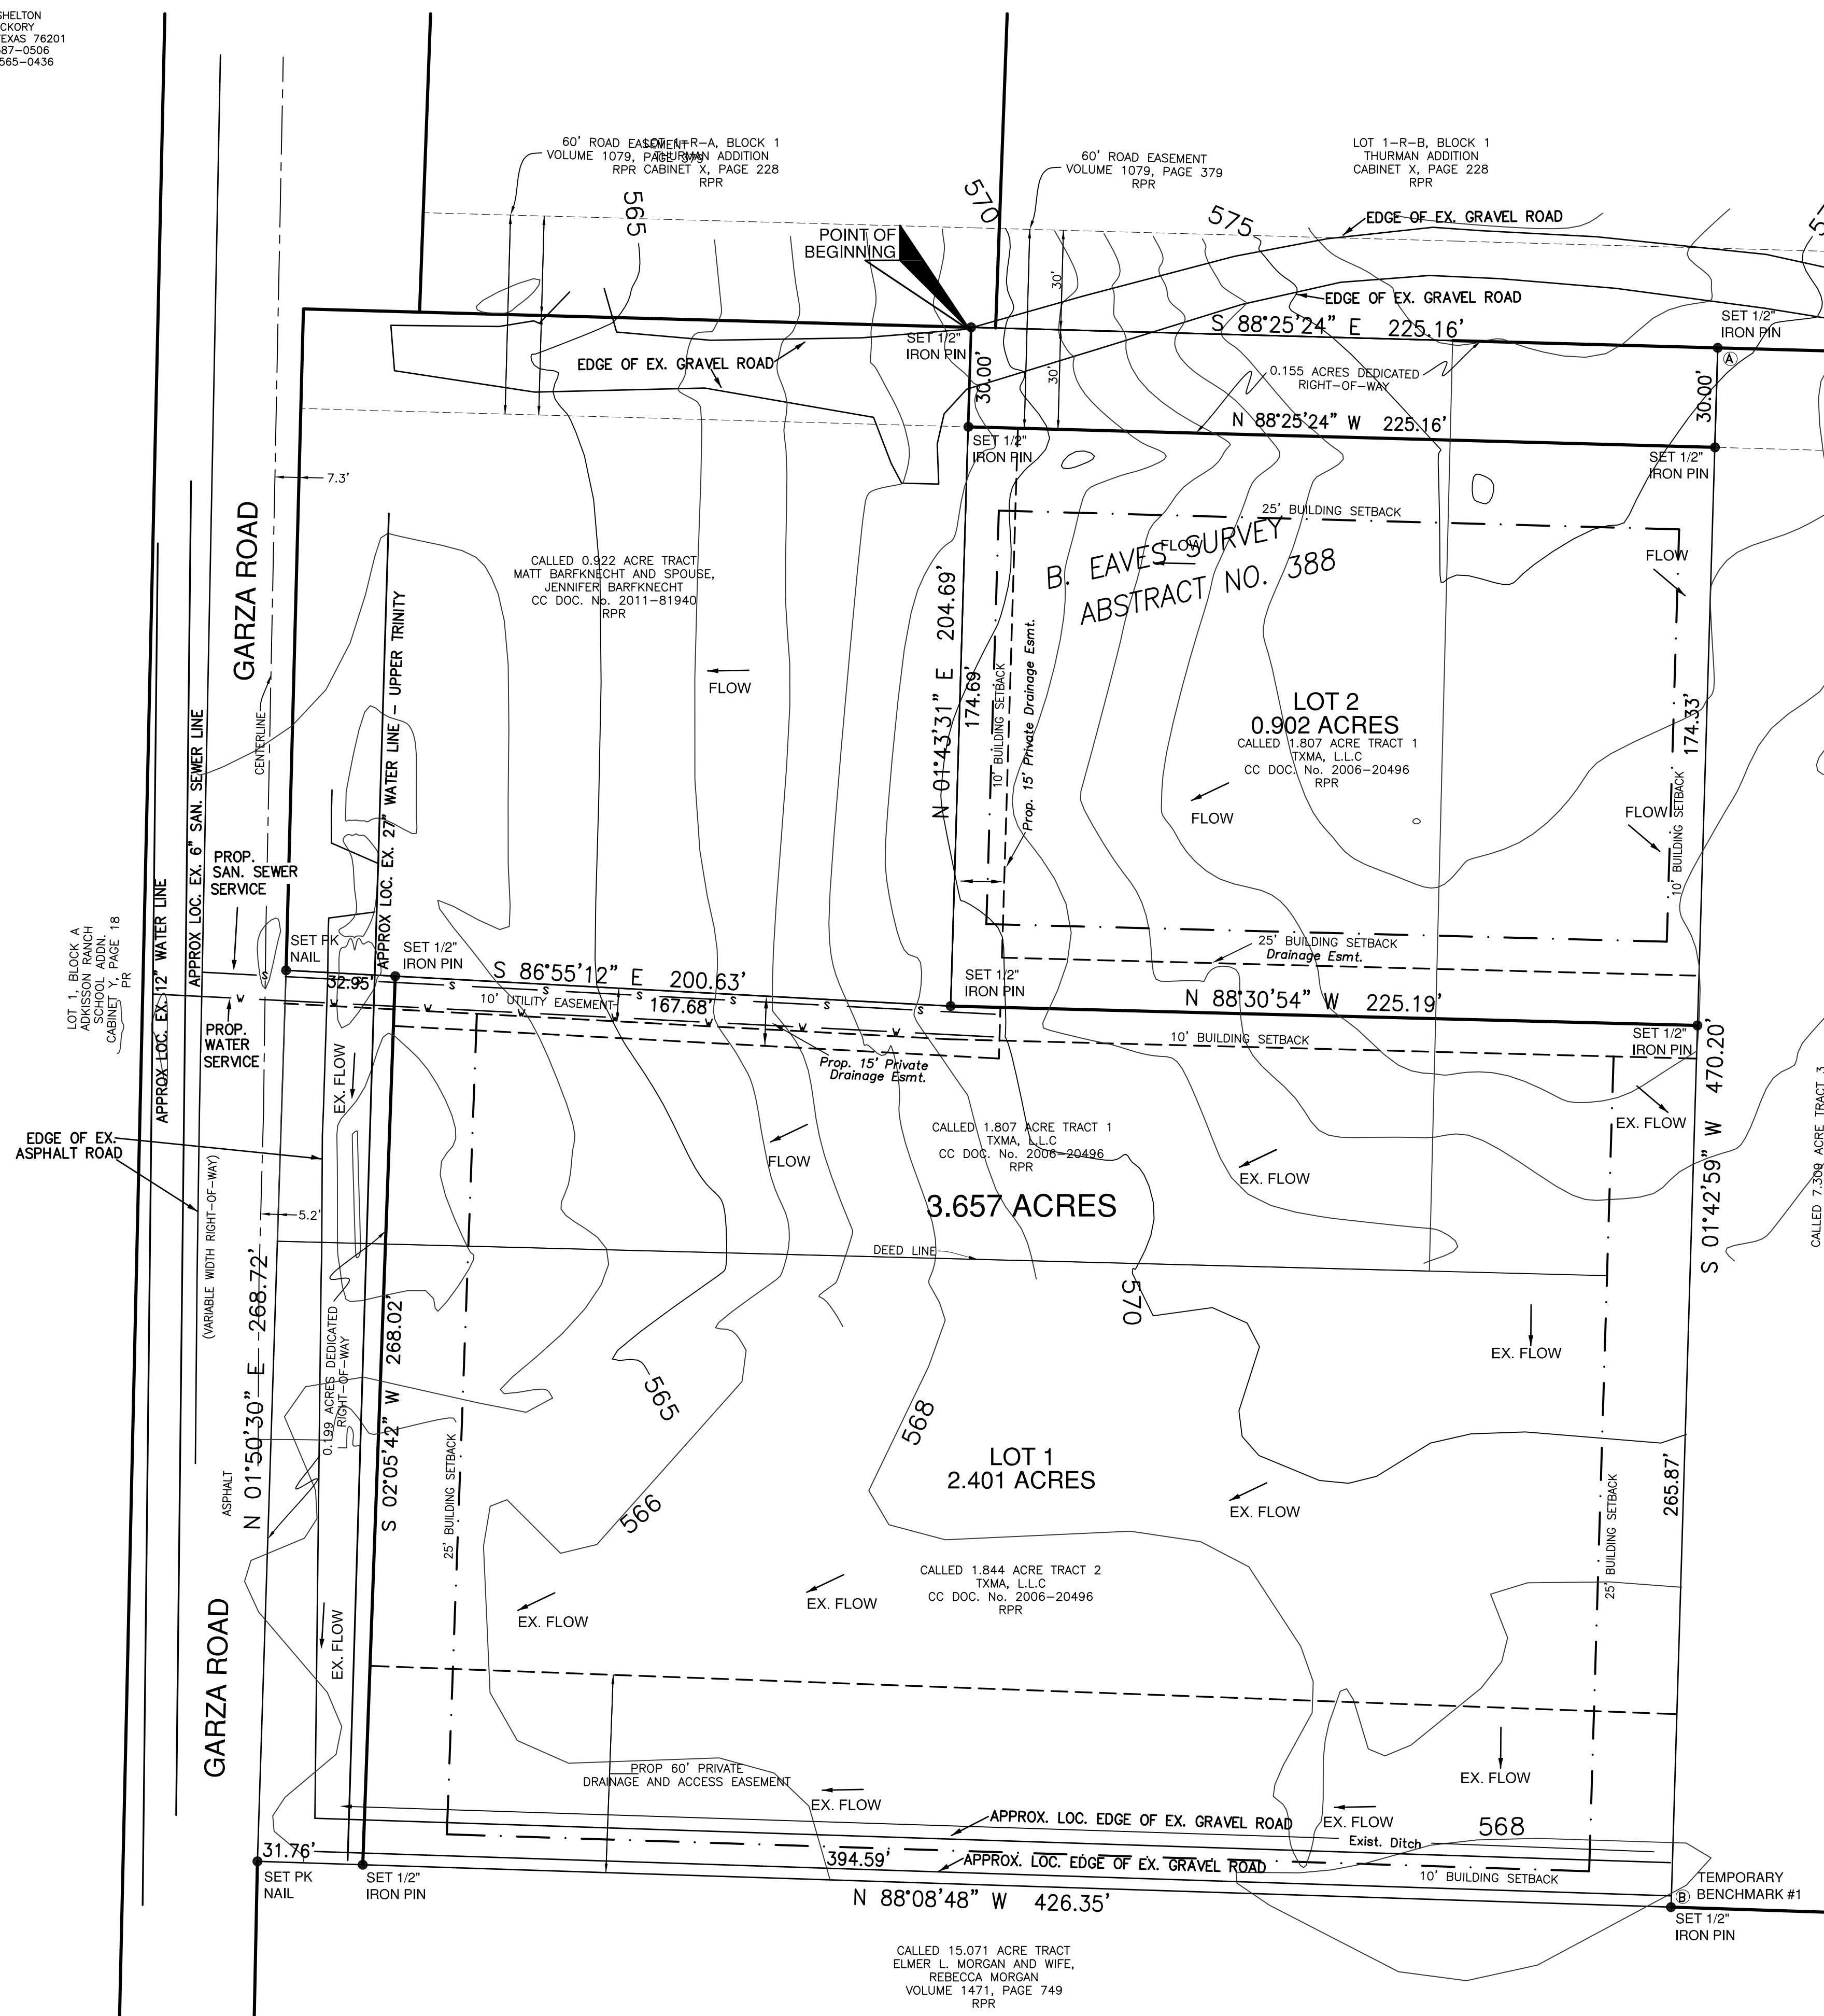 SHELTON
CKORY
TEXAS 76201
87-0506
565-0436
60' ROAD EASEMENT
VOLUME 1079, PAGE 379
RPR
LOT 1-R-A, BLOCK 1
THURMAN ADDITION
CABINET X, PAGE 228
RPR
60' ROAD EASEMENT
VOLUME 1079, PAGE 379
RPR
LOT 1-R-B, BLOCK 1
THURMAN ADDITION
CABINET X, PAGE 228
RPR
565
570
575
EDGE OF EX. GRAVEL ROAD
POINT OF
BEGINNING
30'
EDGE OF EX. GRAVEL ROAD
S 88°25'24" E 225.16'
SET 1/2"
IRON PIN
SET 1/2"
IRON PIN
A
EDGE OF EX. GRAVEL ROAD
30.00'
30'
0.155 ACRES DEDICATED
RIGHT-OF-WAY
30.00'
N 88°25'24" W 225.16'
SET 1/2"
IRON PIN
SET 1/2"
IRON PIN
7.3'
GARZA ROAD
25' BUILDING SETBACK
B. EAVES SURVEY
ABSTRACT NO. 388
FLOW
FLOW
CALLED 0.922 ACRE TRACT
MATT BARFKNECHT AND SPOUSE,
JENNIFER BARFKNECHT
CC DOC. No. 2011-81940
RPR
FLOW
N 01°43'31" E 204.69'
174.69'
10' BUILDING SETBACK
Prop. 15' Private Drainage Esmt.
LOT 2
0.902 ACRES
CALLED 1.807 ACRE TRACT 1
TXMA, L.L.C
CC DOC. No. 2006-20496
RPR
174.33'
10' BUILDING SETBACK
FLOW
FLOW
CENTERLINE
APPROX LOC. EX. 27" WATER LINE - UPPER TRINITY
APPROX LOC. EX. 6" SAN. SEWER LINE
APPROX LOC. EX. 12" WATER LINE
PROP.
SAN. SEWER
SERVICE
LOT 1, BLOCK A
ADKISSON RANCH
SCHOOL ADDN.
CABINET Y, PAGE 18
PR
SET PK
NAIL
SET 1/2"
IRON PIN
32.95'
S 86°55'12" E 200.63'
10' UTILITY EASEMENT
167.68'
S S S S S S
W W W W W W W
PROP.
WATER
SERVICE
SET 1/2"
IRON PIN
25' BUILDING SETBACK
Drainage Esmt.
N 88°30'54" W 225.19'
10' BUILDING SETBACK
SET 1/2"
IRON PIN
Prop. 15' Private
Drainage Esmt.
EX. FLOW
S 01°42'59" W 470.20'
CALLED 7.309 ACRE TRACT 3
EX. FLOW
EDGE OF EX.
ASPHALT ROAD
(VARIABLE WIDTH RIGHT-OF-WAY)
5.2'
FLOW
CALLED 1.807 ACRE TRACT 1
TXMA, L.L.C
CC DOC. No. 2006-20496
RPR
EX. FLOW
3.657 ACRES
DEED LINE
570
EX. FLOW
N 01°50'30" E 268.72'
ASPHALT
0.199 ACRES DEDICATED
RIGHT-OF-WAY
S 02°05'42" W 268.02'
25' BUILDING SETBACK
565
568
566
LOT 1
2.401 ACRES
EX. FLOW
25' BUILDING SETBACK
265.87'
CALLED 1.844 ACRE TRACT 2
TXMA, L.L.C
CC DOC. No. 2006-20496
RPR
EX. FLOW
EX. FLOW
EX. FLOW
GARZA ROAD
PROP 60' PRIVATE
DRAINAGE AND ACCESS EASEMENT
EX. FLOW
EX. FLOW
APPROX. LOC. EDGE OF EX. GRAVEL ROAD
EX. FLOW
568
Exist. Ditch
31.76'
394.59'
APPROX. LOC. EDGE OF EX. GRAVEL ROAD
10' BUILDING SETBACK
SET PK
NAIL
SET 1/2"
IRON PIN
N 88°08'48" W 426.35'
B
TEMPORARY
BENCHMARK #1
SET 1/2"
IRON PIN
CALLED 15.071 ACRE TRACT
ELMER L. MORGAN AND WIFE,
REBECCA MORGAN
VOLUME 1471, PAGE 749
RPR